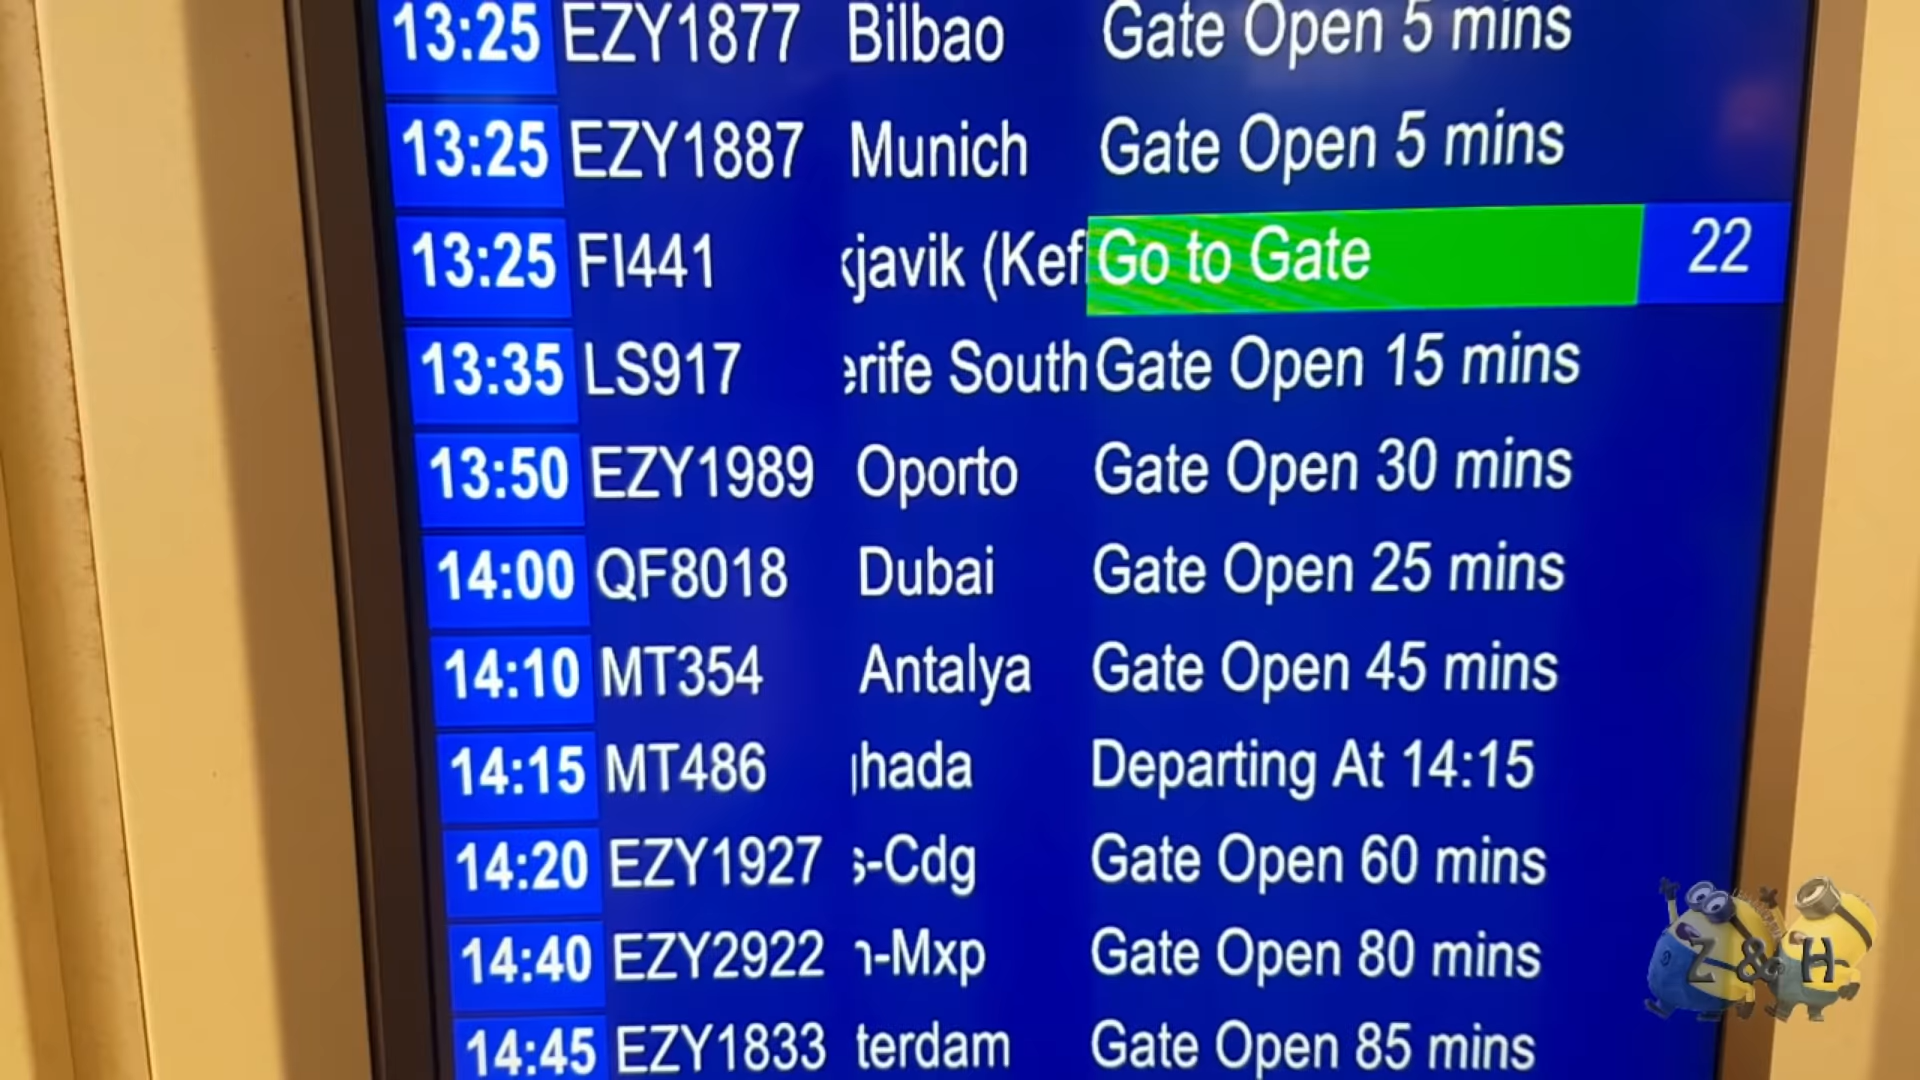 13:25 EZY1877 Bilbao Gate Open 5 mins
13:25 EZY1887 Munich Gate Open 5 mins
13:25 FI441 kjavik (Kef Go to Gate 22
13:35 LS917 erife South Gate Open 15 mins
13:50 EZY1989 Oporto Gate Open 30 mins
14:00 QF8018 Dubai Gate Open 25 mins
14:10 MT354 Antalya Gate Open 45 mins
14:15 MT486 ghada Departing At 14:15
14:20 EZY1927 s-Cdg Gate Open 60 mins
14:40 EZY2922 n-Mxp Gate Open 80 mins
14:45 EZY1833 terdam Gate Open 85 mins
Z & H